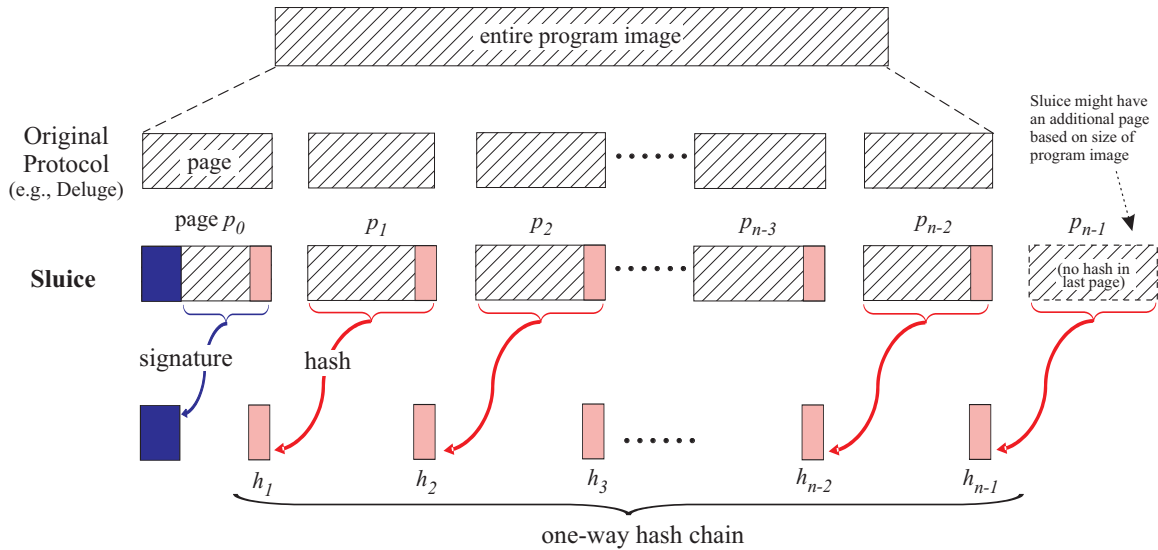 entire program image
Sluice might have
an additional page
based on size of
program image
Original
Protocol
(e.g., Deluge)
page
page p0
p1
p2
pn-3
pn-2
pn-1
Sluice
(no hash in
last page)
signature
hash
h1
h2
h3
hn-2
hn-1
one-way hash chain